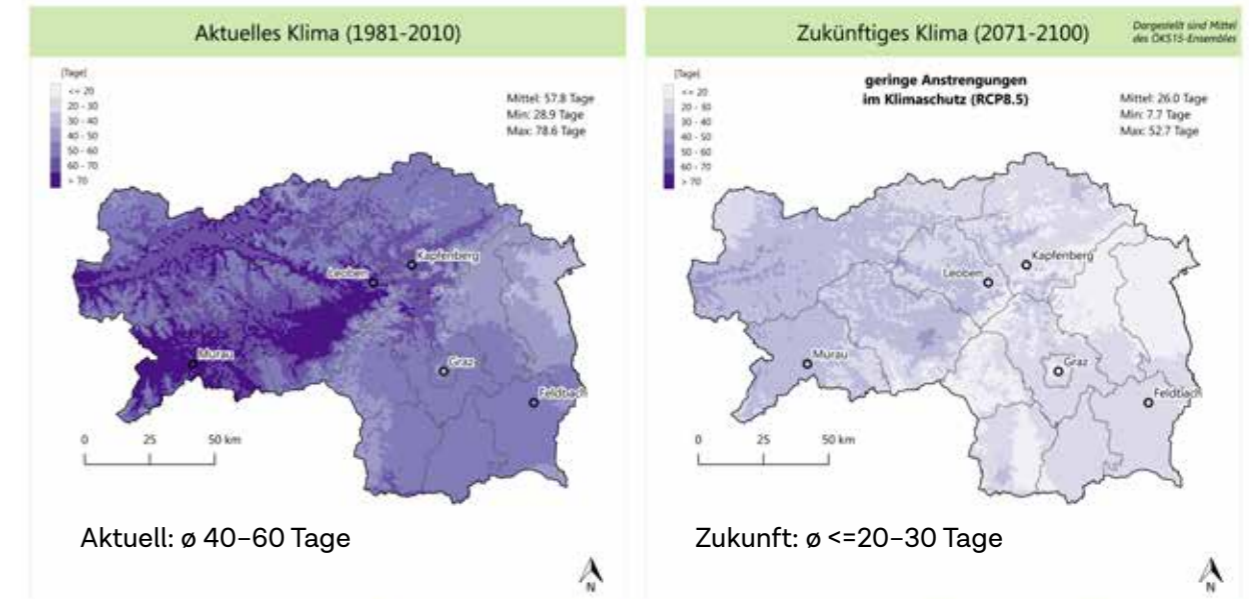 Aktuelles Klima (1981-2010)
[Tage]
<= 20
20 - 30
30 - 40
40 - 50
50 - 60
60 - 70
> 70
Mittel: 57.8 Tage
Min: 28.9 Tage
Max: 78.6 Tage
Kapfenberg
Leoben
Murau
Graz
Feldbach
0 25 50 km
Aktuell: ø 40–60 Tage
N
Zukünftiges Klima (2071-2100)
Dargestellt sind Mittel
des ÖKS15-Ensembles
[Tage]
<= 20
20 - 30
30 - 40
40 - 50
50 - 60
60 - 70
> 70
geringe Anstrengungen
im Klimaschutz (RCP8.5)
Mittel: 26.0 Tage
Min: 7.7 Tage
Max: 52.7 Tage
Kapfenberg
Leoben
Murau
Graz
Feldbach
0 25 50 km
Zukunft: ø <=20–30 Tage
N